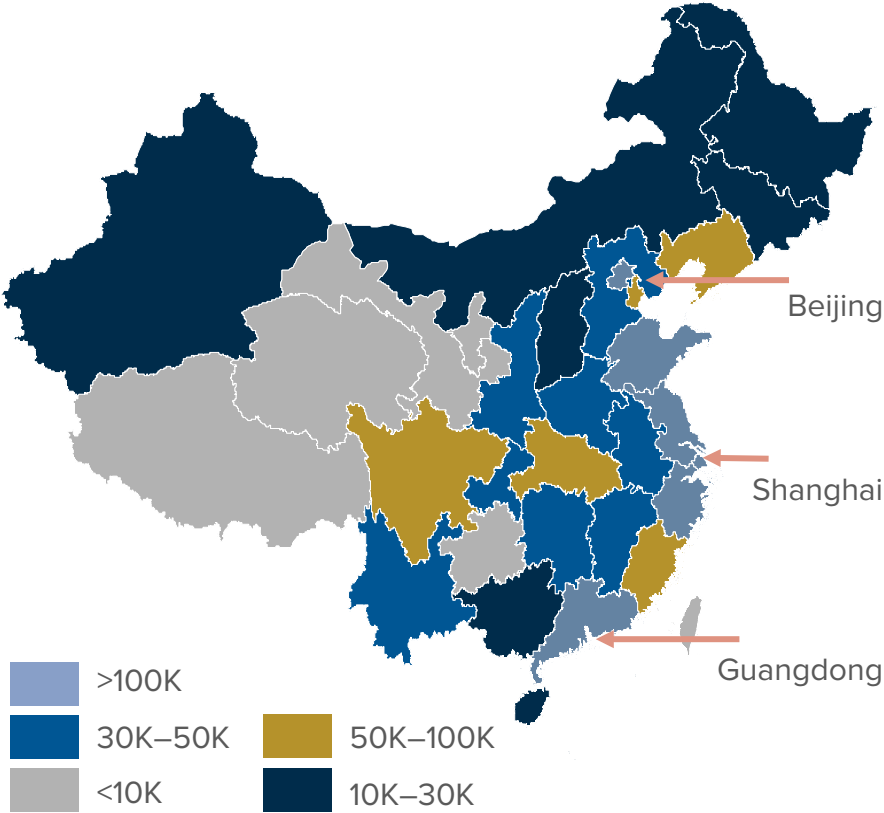 Beijing
Shanghai
Guangdong
>100K
30K–50K
50K–100K
<10K
10K–30K